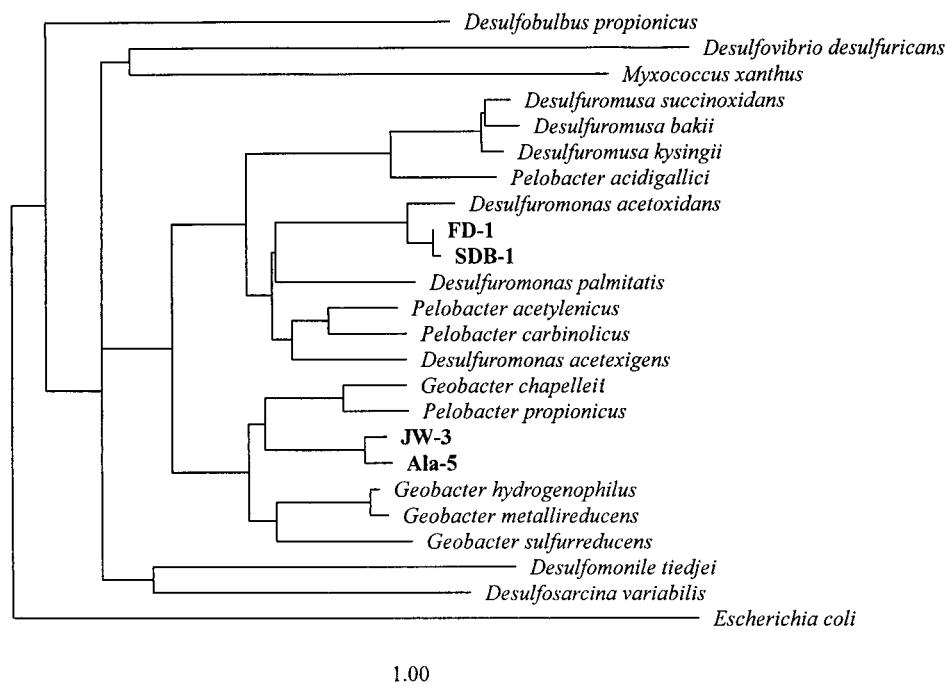 Desulfobulbus propionicus
Desulfovibrio desulfuricans
Myxococcus xanthus
Desulfuromusa succinoxidans
Desulfuromusa bakii
Desulfuromusa kysingii
Pelobacter acidigallici
Desulfuromonas acetoxidans
FD-1
SDB-1
Desulfuromonas palmitatis
Pelobacter acetylenicus
Pelobacter carbinolicus
Desulfuromonas acetexigens
Geobacter chapelleii
Pelobacter propionicus
JW-3
Ala-5
Geobacter hydrogenophilus
Geobacter metallireducens
Geobacter sulfurreducens
Desulfomonile tiedjei
Desulfosarcina variabilis
Escherichia coli
1.00